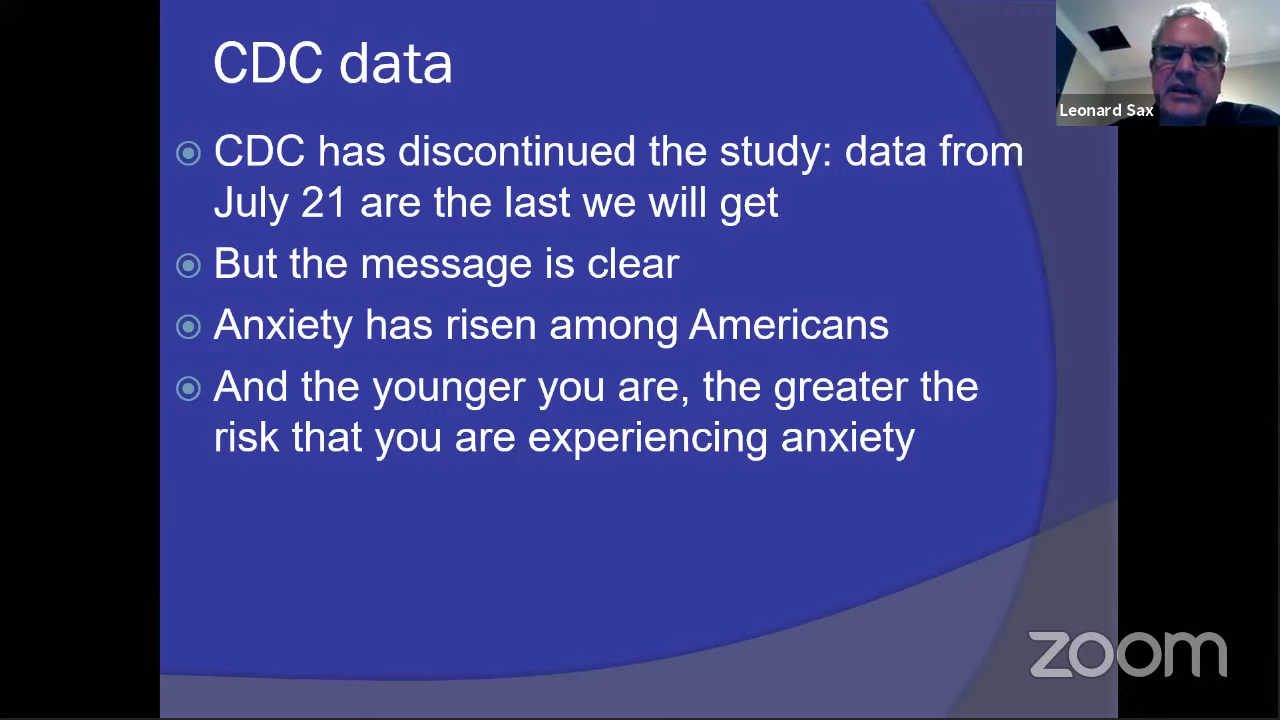 CDC data
Leonard Sax
CDC has discontinued the study: data from
July 21 are the last we will get
But the message is clear
Anxiety has risen among Americans
And the younger you are, the greater the
risk that you are experiencing anxiety
zoom